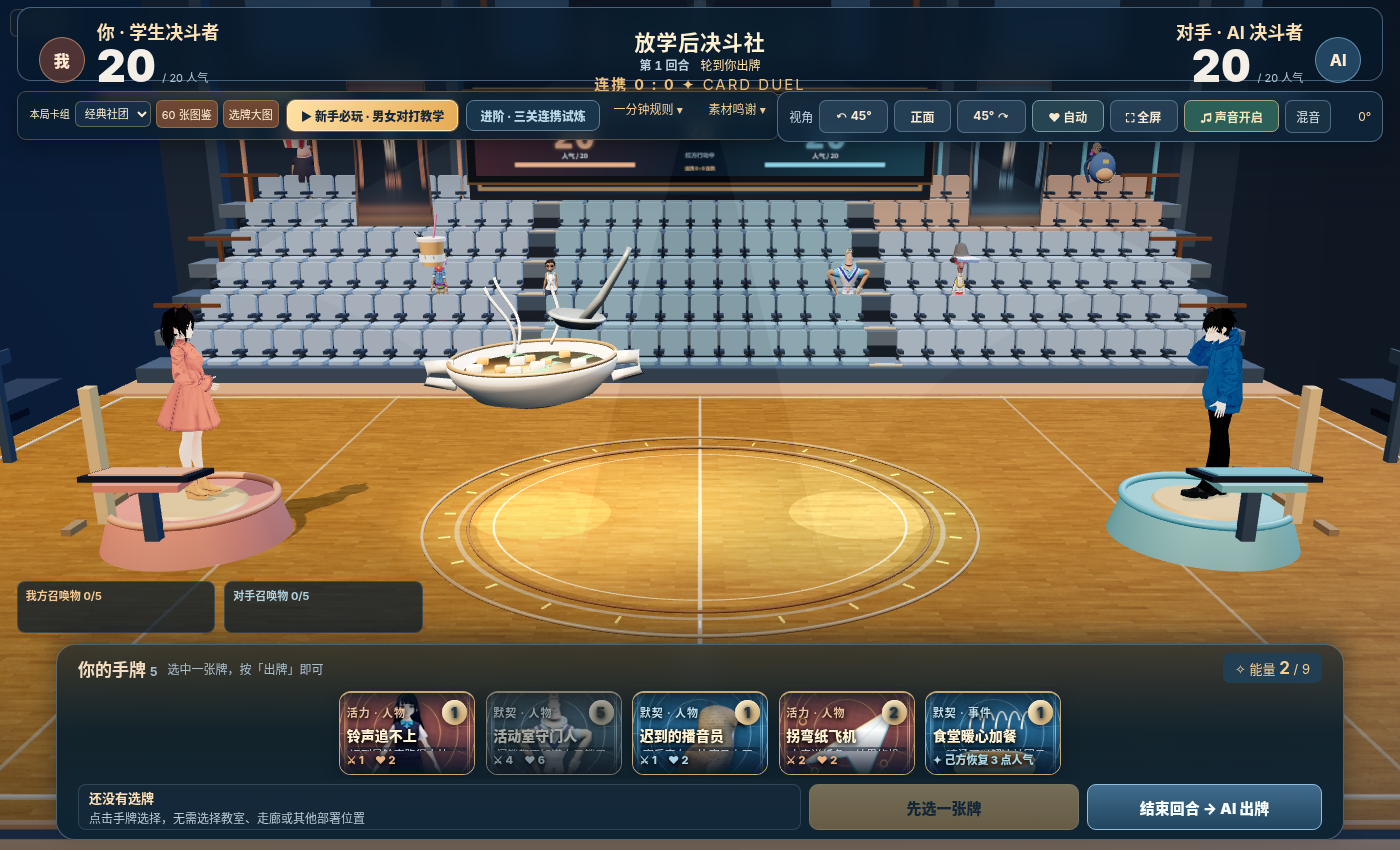 我
你 · 学生决斗者
20 / 20 人气
放学后决斗社
第 1 回合 轮到你出牌
连携 0 : 0 ✦ CARD DUEL
对手 · AI 决斗者
20 / 20 人气
AI
本局卡组 经典社团 60 张图鉴 选牌大图 ▶ 新手必玩 · 男女对打教学 进阶 · 三关连携试炼 一分钟规则 ▾ 素材鸣谢 ▾
视角 ↶ 45° 正面 45° ↷ ♥ 自动 ⛶ 全屏 ♫ 声音开启 混音 0°
20 20
人气 / 20 人气 / 20
我方召唤物 0/5
对手召唤物 0/5
你的手牌 5 选中一张牌，按「出牌」即可
✧ 能量 2 / 9
活力 · 人物 1
铃声追不上
⚔ 1 ♥ 2
默契 · 人物 5
活动室守门人
⚔ 4 ♥ 6
默契 · 人物 1
迟到的播音员
⚔ 1 ♥ 2
活力 · 人物 2
拐弯纸飞机
⚔ 2 ♥ 2
默契 · 事件 1
食堂暖心加餐
✦ 己方恢复 3 点人气
还没有选牌
点击手牌选择，无需选择教室、走廊或其他部署位置
先选一张牌
结束回合 → AI 出牌